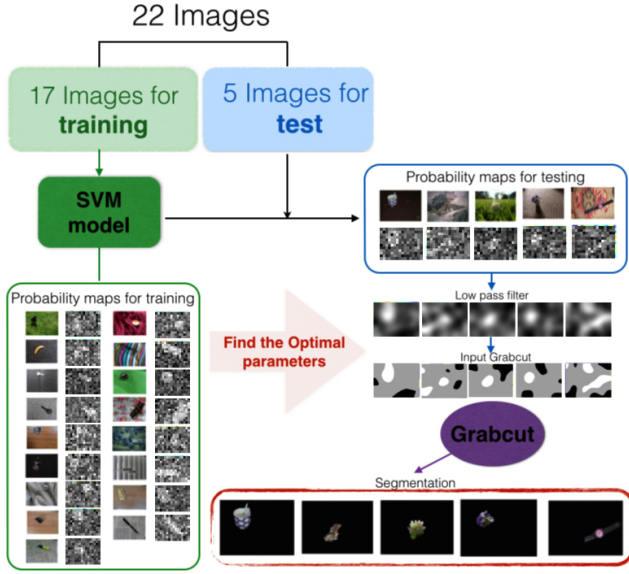 22 Images
17 Images for
training
5 Images for
test
SVM
model
Probability maps for testing
Probability maps for training
Low pass filter
Find the Optimal
parameters
Input Grabcut
Grabcut
Segmentation